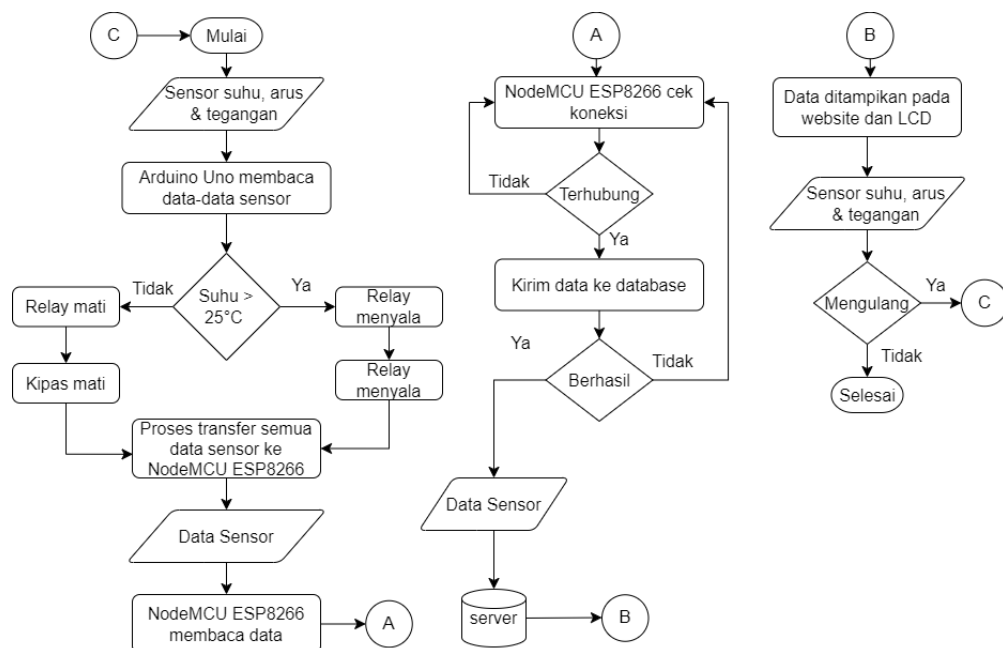 C
Mulai
Sensor suhu, arus
& tegangan
Arduino Uno membaca
data-data sensor
Tidak
Suhu >
25°C
Ya
Relay mati
Relay
menyala
Kipas mati
Relay
menyala
Proses transfer semua
data sensor ke
NodeMCU ESP8266
Data Sensor
NodeMCU ESP8266
membaca data
A
A
NodeMCU ESP8266 cek
koneksi
Tidak
Terhubung
Ya
Kirim data ke database
Ya
Berhasil
Tidak
Data Sensor
server
B
B
Data ditampikan pada
website dan LCD
Sensor suhu, arus
& tegangan
Mengulang
Ya
C
Tidak
Selesai